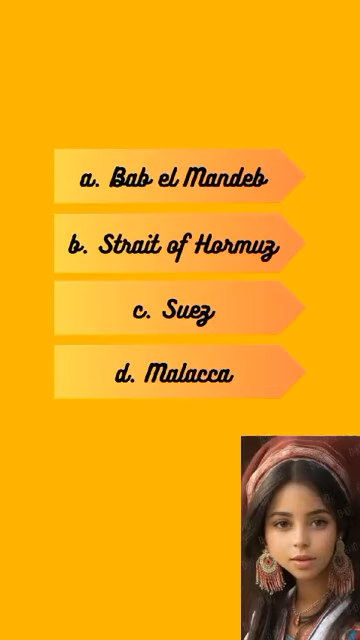 a. Bab el Mandeb
b. Strait of Hormuz
c. Suez
d. Malacca